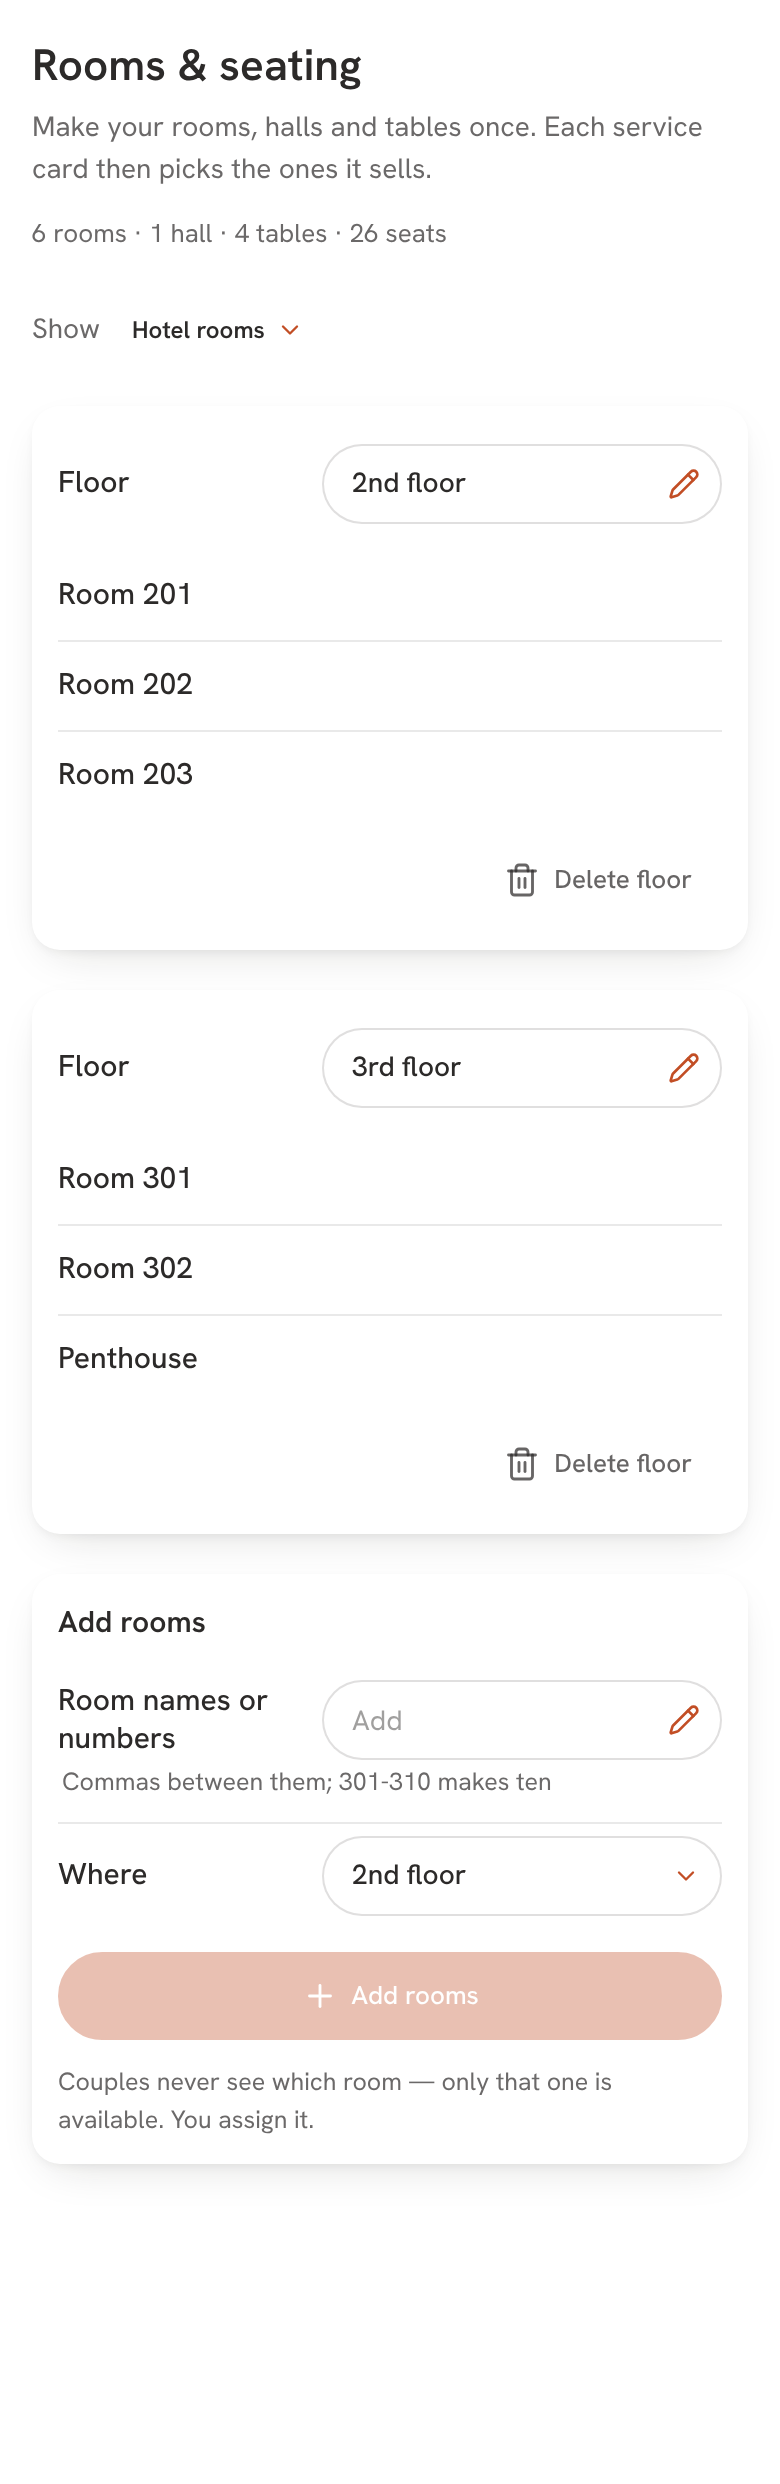 Rooms & seating
Make your rooms, halls and tables once. Each service
card then picks the ones it sells.
6 rooms · 1 hall · 4 tables · 26 seats
Show Hotel rooms
Floor 2nd floor
Room 201
Room 202
Room 203
Delete floor
Floor 3rd floor
Room 301
Room 302
Penthouse
Delete floor
Add rooms
Room names or
numbers
Add
Commas between them; 301-310 makes ten
Where 2nd floor
Add rooms
Couples never see which room — only that one is
available. You assign it.